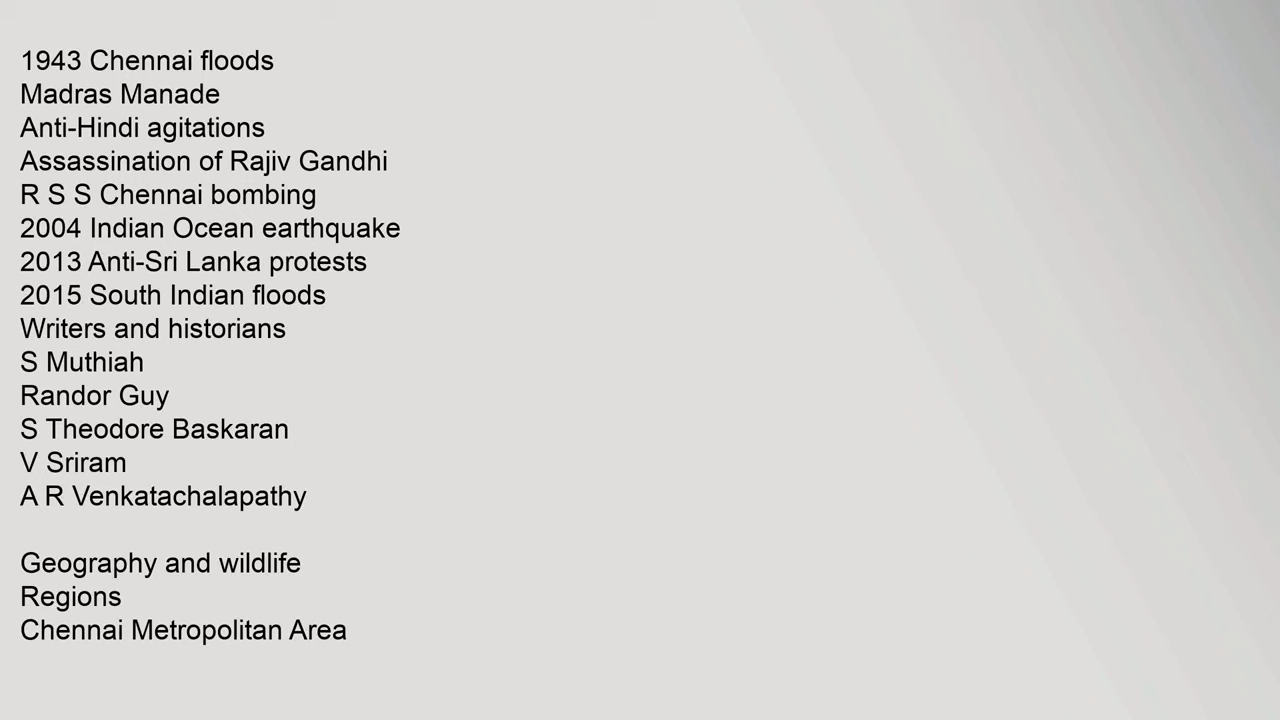 1943 Chennai floods
Madras Manade
Anti-Hindi agitations
Assassination of Rajiv Gandhi
R S S Chennai bombing
2004 Indian Ocean earthquake
2013 Anti-Sri Lanka protests
2015 South Indian floods
Writers and historians
S Muthiah
Randor Guy
S Theodore Baskaran
V Sriram
A R Venkatachalapathy
Geography and wildlife
Regions
Chennai Metropolitan Area